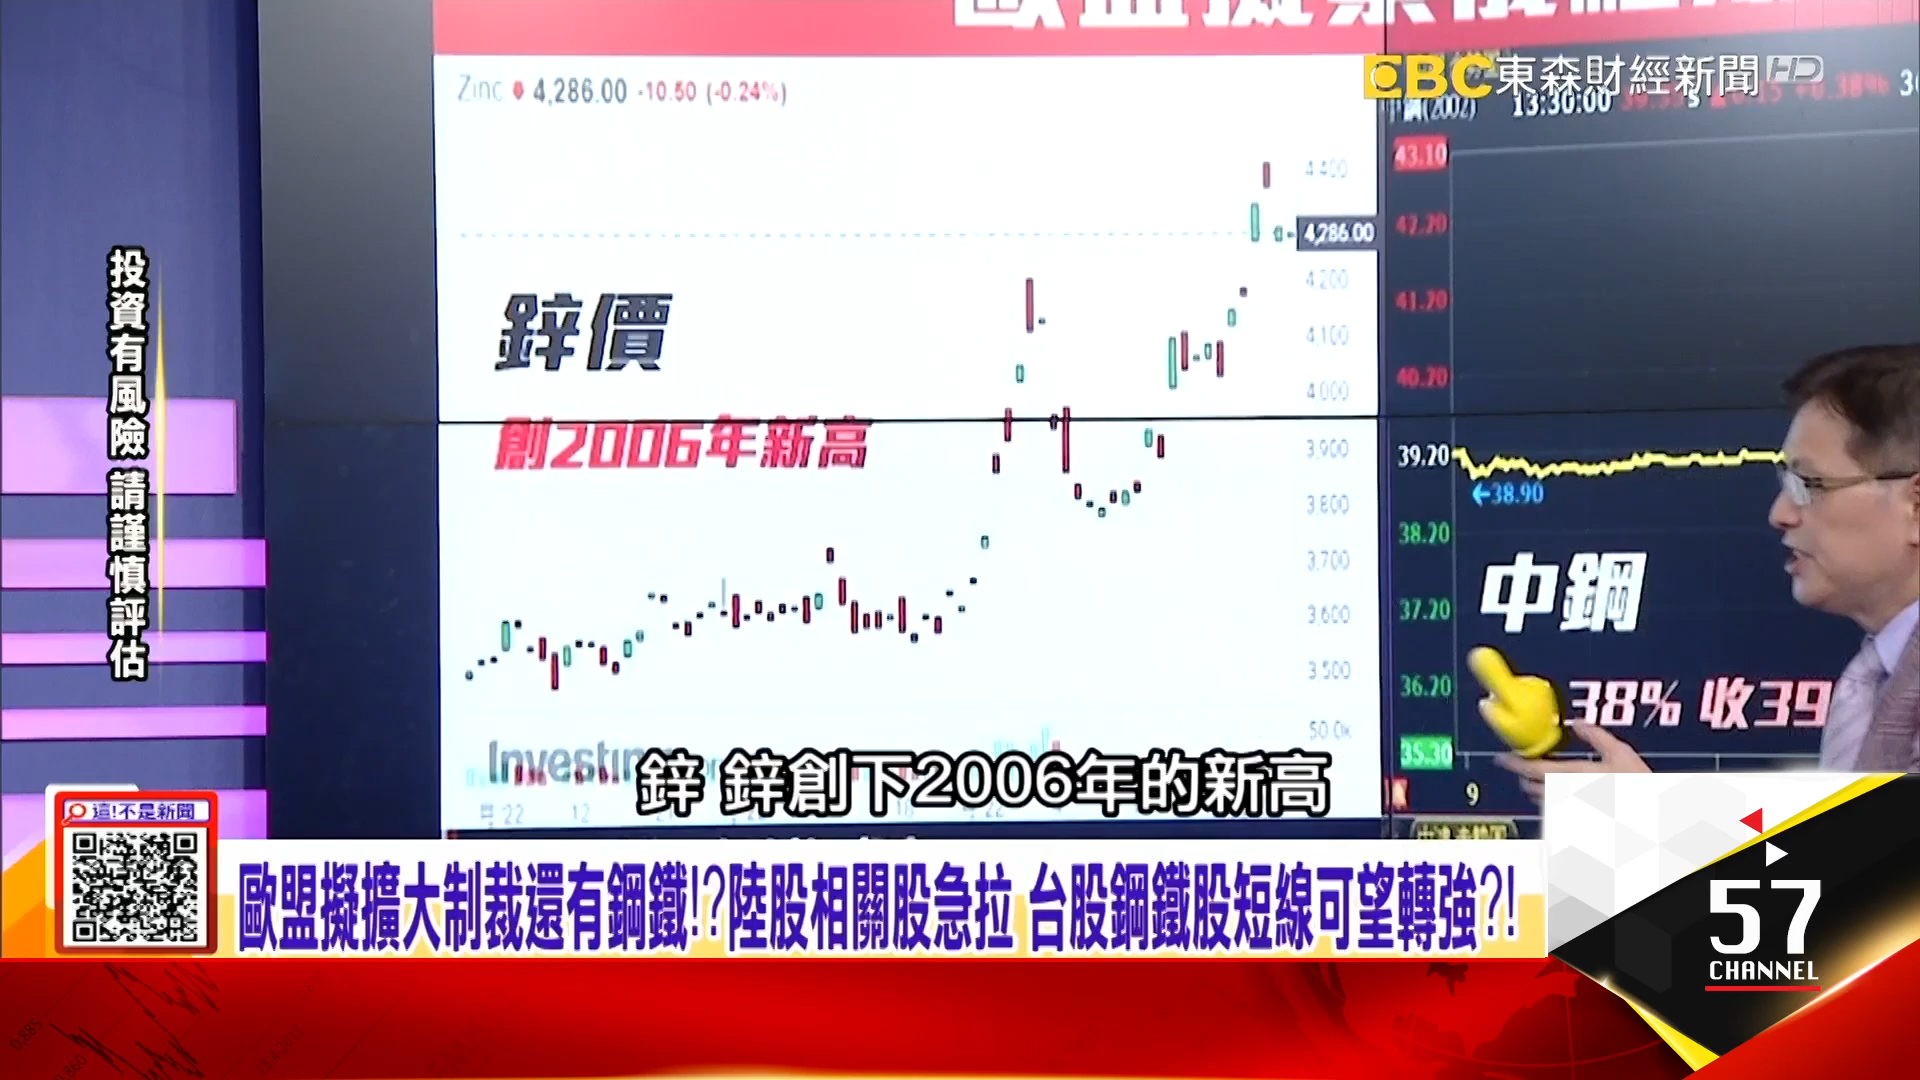 Zinc 4,286.00 -10.50 (-0.24%)
EBC 東森財經新聞 HD
(2002) 13:30:00
43.10
42.20
41.20
40.20
39.20
←38.90
38.20
37.20
36.20
35.30
9
4,400
4,286.00
4,200
4,100
4,000
3,900
3,800
3,700
3,600
3,500
50.0k
鋅價
創2006年新高
中鋼
38% 收39
投資有風險 請謹慎評估
鋅 鋅創下2006年的新高
這!不是新聞
歐盟擬擴大制裁還有鋼鐵!?陸股相關股急拉 台股鋼鐵股短線可望轉強?!
57
CHANNEL